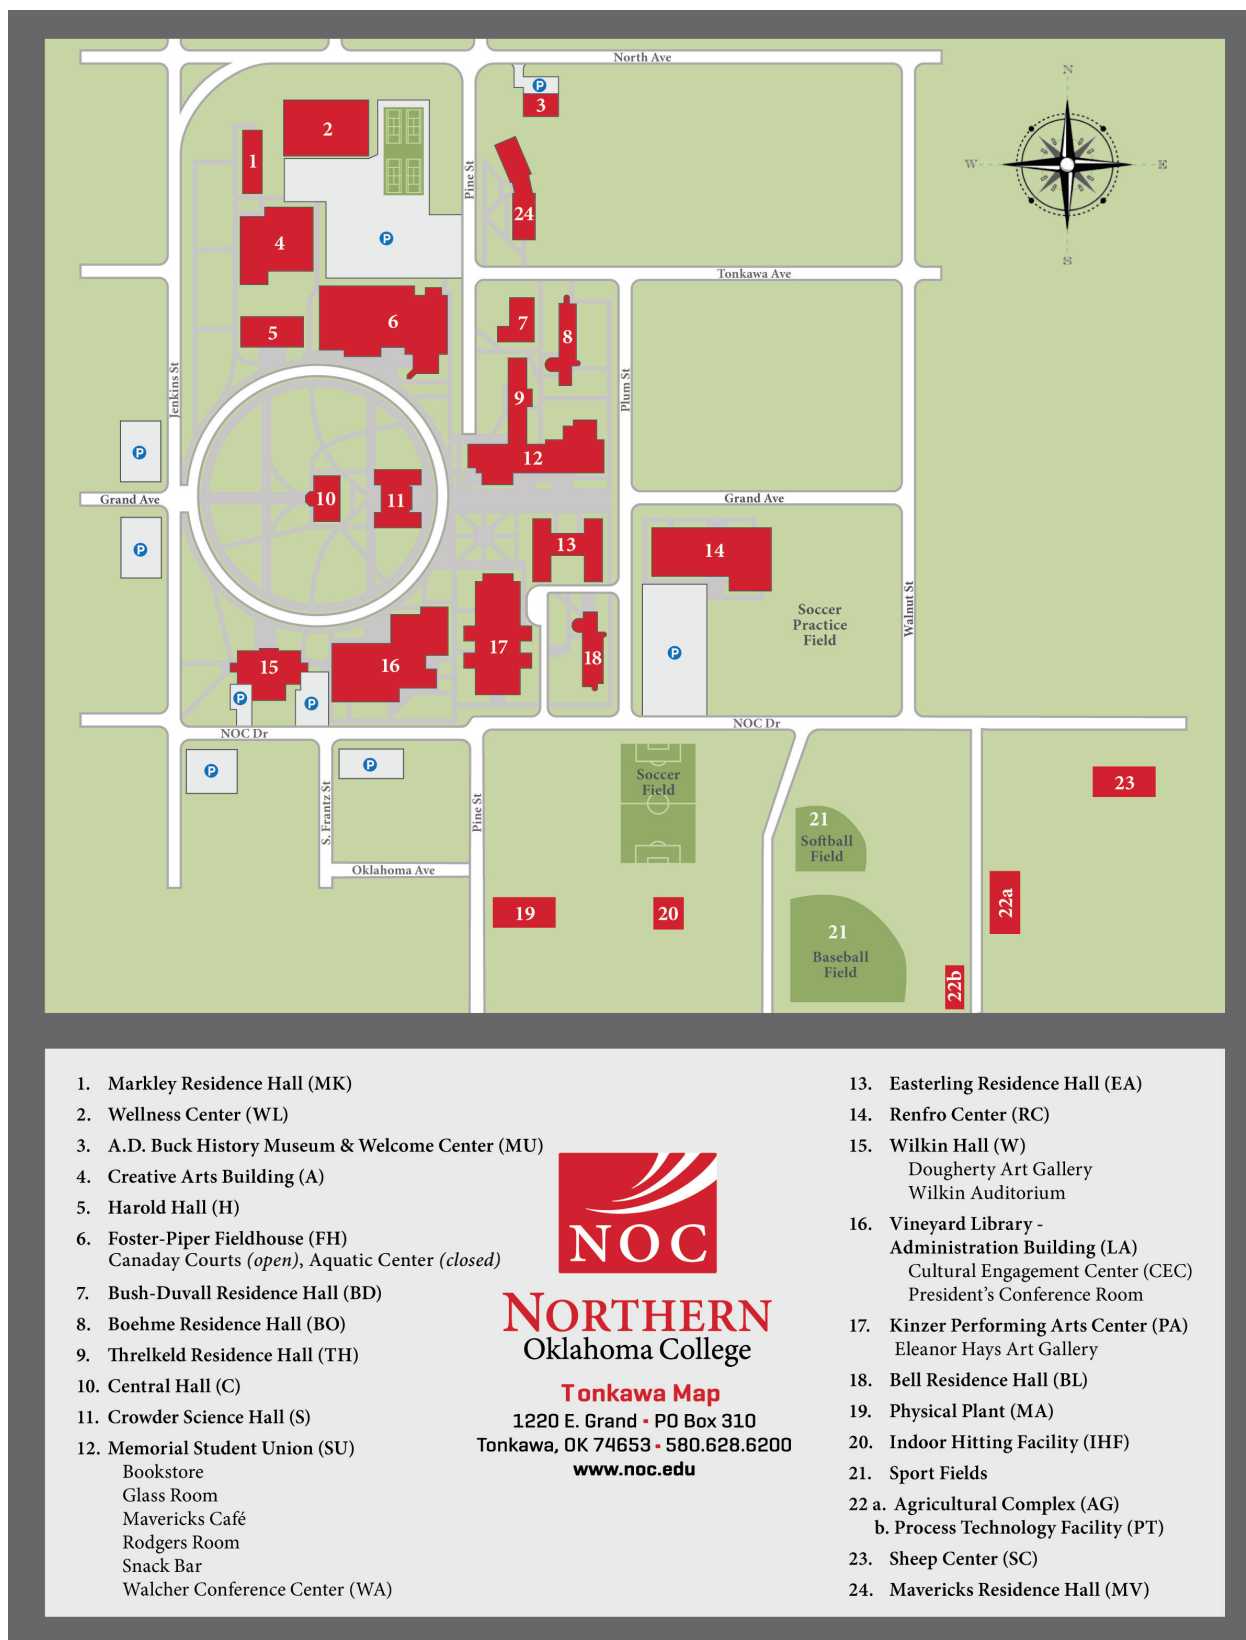 North Ave
N
P
3
2
1
Pine St
W
E
24
4
P
S
Tonkawa Ave
6
7
5
8
Jenkins St
Plum St
9
P
12
Grand Ave
10
11
Grand Ave
13
P
14
Walnut St
Soccer
Practice
Field
17
P
18
15
16
P
P
NOC Dr
NOC Dr
P
P
Soccer
Field
23
S. Frantz St
Pine St
21
Softball
Field
Oklahoma Ave
22a
19
20
21
Baseball
Field
22b
1. Markley Residence Hall (MK)
2. Wellness Center (WL)
3. A.D. Buck History Museum & Welcome Center (MU)
4. Creative Arts Building (A)
5. Harold Hall (H)
6. Foster-Piper Fieldhouse (FH)
Canaday Courts (open), Aquatic Center (closed)
7. Bush-Duvall Residence Hall (BD)
8. Boehme Residence Hall (BO)
9. Threlkeld Residence Hall (TH)
10. Central Hall (C)
11. Crowder Science Hall (S)
12. Memorial Student Union (SU)
Bookstore
Glass Room
Mavericks Café
Rodgers Room
Snack Bar
Walcher Conference Center (WA)
NOC
NORTHERN
Oklahoma College
Tonkawa Map
1220 E. Grand ▪ PO Box 310
Tonkawa, OK 74653 ▪ 580.628.6200
www.noc.edu
13. Easterling Residence Hall (EA)
14. Renfro Center (RC)
15. Wilkin Hall (W)
Dougherty Art Gallery
Wilkin Auditorium
16. Vineyard Library -
Administration Building (LA)
Cultural Engagement Center (CEC)
President’s Conference Room
17. Kinzer Performing Arts Center (PA)
Eleanor Hays Art Gallery
18. Bell Residence Hall (BL)
19. Physical Plant (MA)
20. Indoor Hitting Facility (IHF)
21. Sport Fields
22 a. Agricultural Complex (AG)
b. Process Technology Facility (PT)
23. Sheep Center (SC)
24. Mavericks Residence Hall (MV)